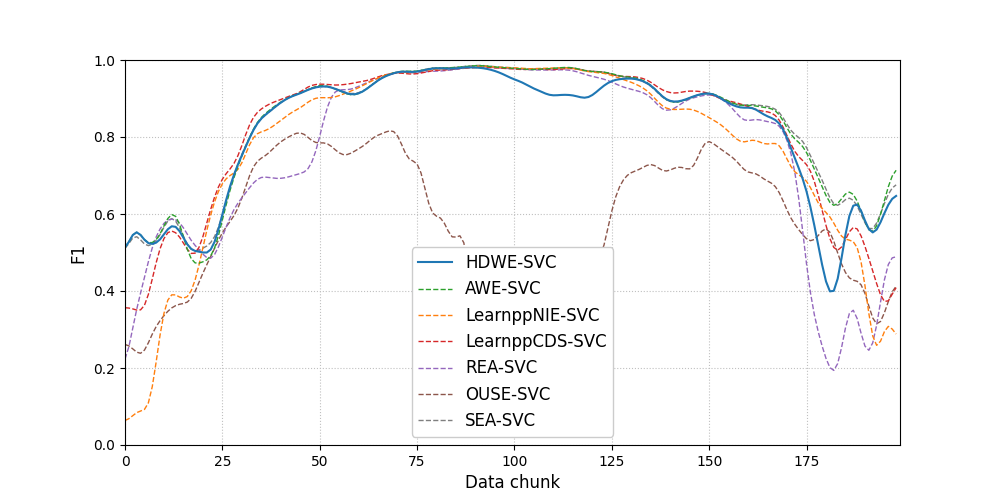 1.0
0.8
0.6
0.4
0.2
0.0
F1
0 25 50 75 100 125 150 175
Data chunk
HDWE-SVC
AWE-SVC
LearnppNIE-SVC
LearnppCDS-SVC
REA-SVC
OUSE-SVC
SEA-SVC